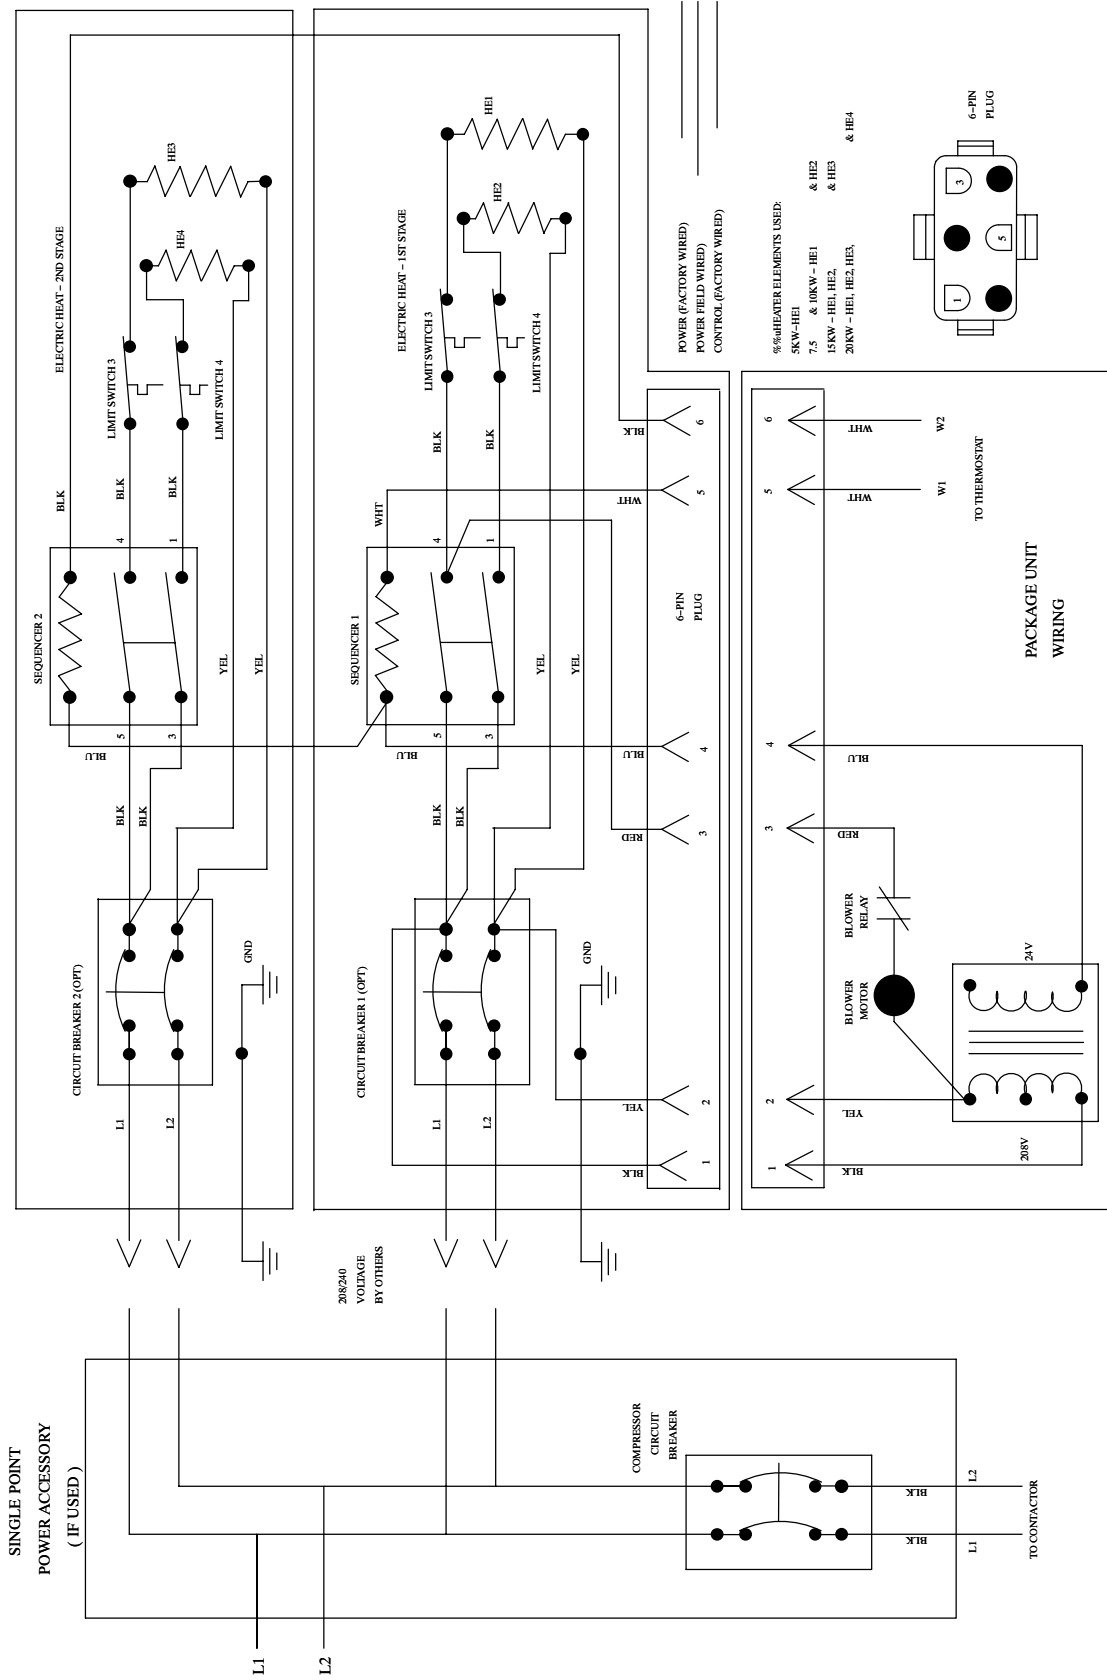 SINGLE POINT
POWER ACCESSORY
( IF USED )
L1
L2
COMPRESSOR
CIRCUIT
BREAKER
BLK
BLK
L2
L1
TO CONTACTOR
208/240
VOLTAGE
BY OTHERS
L1
L2
CIRCUIT BREAKER 2 (OPT)
GND
BLK
BLK
BLU
5
3
SEQUENCER 2
4
1
YEL
YEL
BLK
BLK
BLK
LIMIT SWITCH 3
LIMIT SWITCH 4
ELECTRIC HEAT – 2ND STAGE
HE3
HE4
L1
L2
CIRCUIT BREAKER 1 (OPT)
GND
BLK
BLK
5
3
SEQUENCER 1
4
1
YEL
YEL
WHT
BLK
BLK
LIMIT SWITCH 3
LIMIT SWITCH 4
ELECTRIC HEAT – 1ST STAGE
HE1
HE2
BLK
YEL
RED
BLU
WHT
BLK
1
2
3
4
5
6
6–PIN
PLUG
POWER (FACTORY WIRED)
POWER FIELD WIRED)
CONTROL (FACTORY WIRED)
%%uHEATER ELEMENTS USED:
5KW–HE1
7.5 & 10KW – HE1 & HE2
15KW – HE1, HE2, & HE3
20KW – HE1, HE2, HE3, & HE4
6–PIN
PLUG
1
3
5
1
2
3
4
5
6
BLK
YEL
RED
BLU
WHT
WHT
W1
W2
TO THERMOSTAT
BLOWER
MOTOR
BLOWER
RELAY
208V
24V
PACKAGE UNIT
WIRING